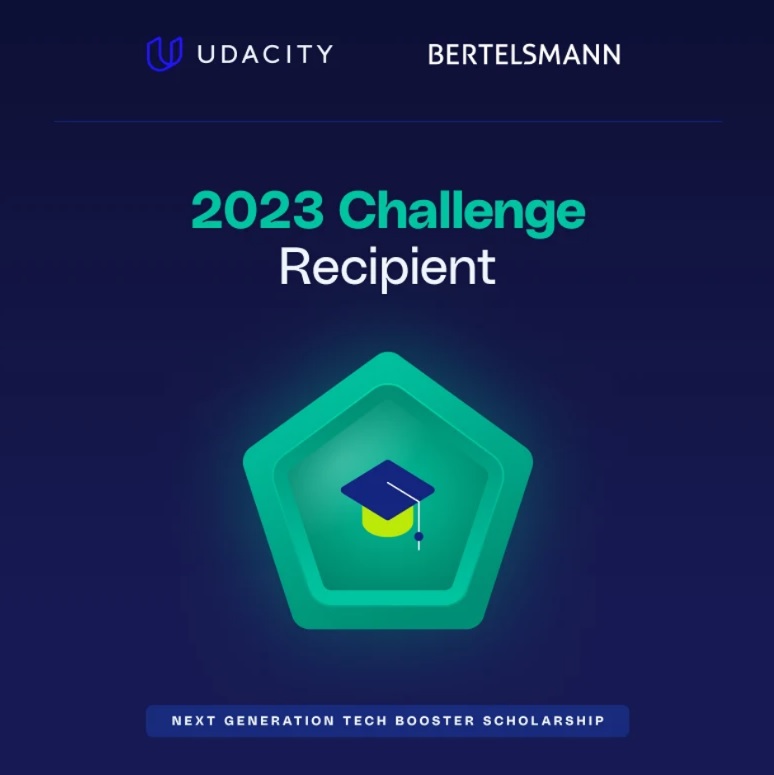 UDACITY BERTELSMANN
2023 Challenge
Recipient
NEXT GENERATION TECH BOOSTER SCHOLARSHIP